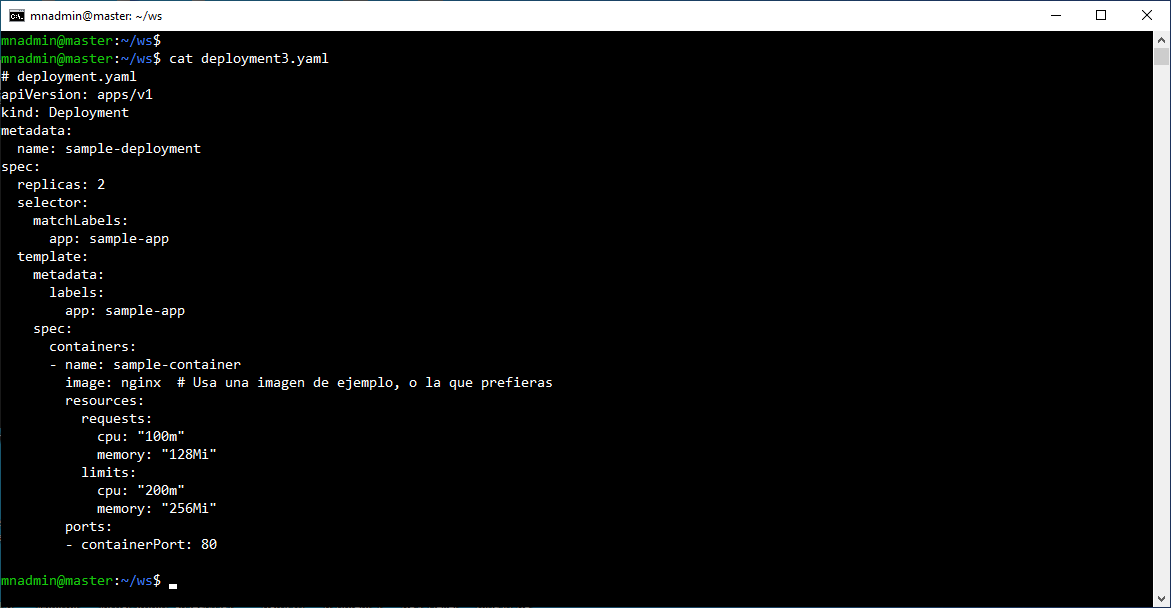 mnadmin@master: ~/ws
mnadmin@master:~/ws$
mnadmin@master:~/ws$ cat deployment3.yaml
# deployment.yaml
apiVersion: apps/v1
kind: Deployment
metadata:
  name: sample-deployment
spec:
  replicas: 2
  selector:
    matchLabels:
      app: sample-app
  template:
    metadata:
      labels:
        app: sample-app
    spec:
      containers:
      - name: sample-container
        image: nginx  # Usa una imagen de ejemplo, o la que prefieras
        resources:
          requests:
            cpu: "100m"
            memory: "128Mi"
          limits:
            cpu: "200m"
            memory: "256Mi"
        ports:
        - containerPort: 80
mnadmin@master:~/ws$